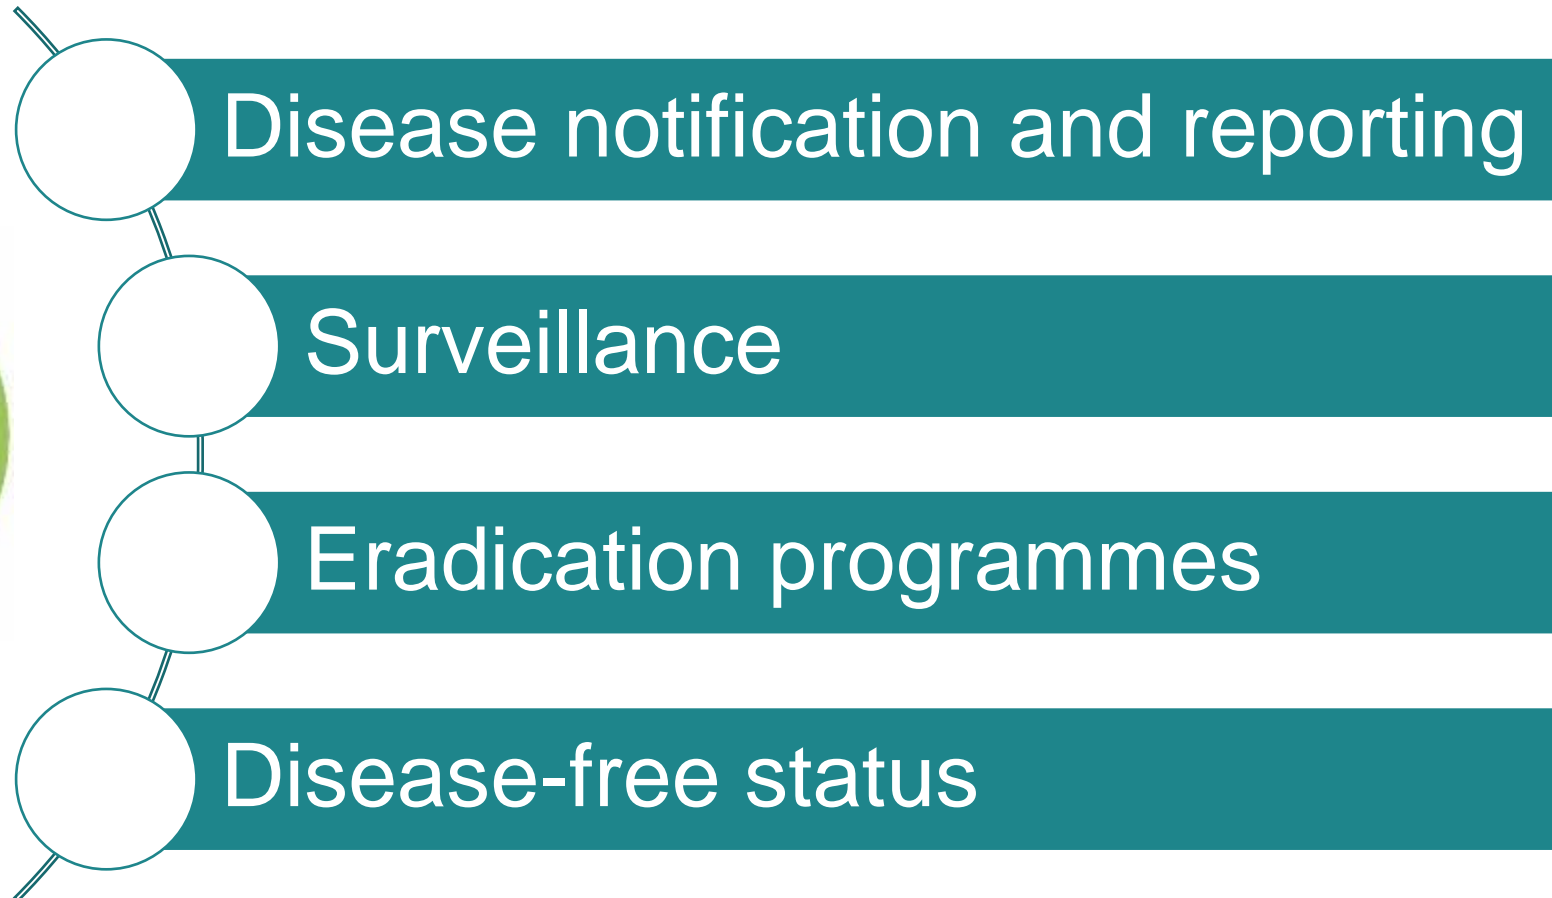 Disease notification and reporting
Surveillance
Eradication programmes
Disease-free status